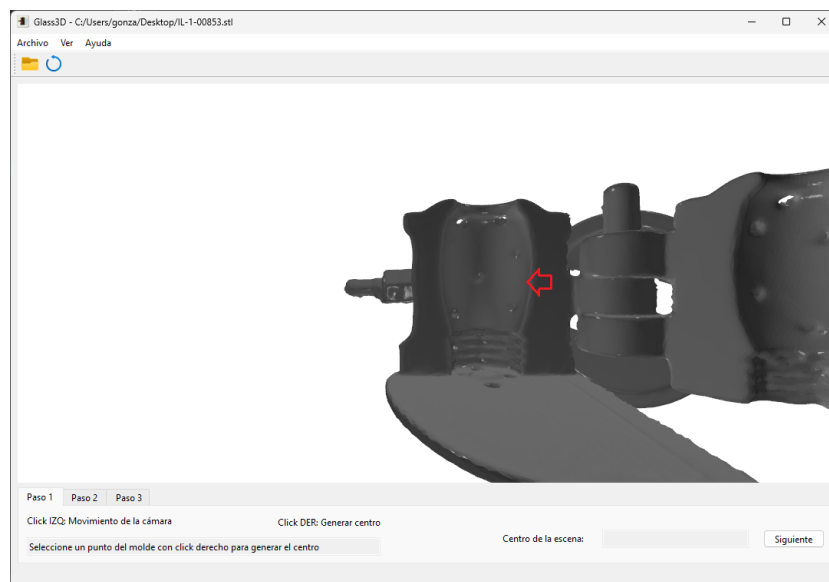 Glass3D - C:/Users/gonza/Desktop/IL-1-00853.stl
Archivo Ver Ayuda
Paso 1 Paso 2 Paso 3
Click IZQ: Movimiento de la cámara Click DER: Generar centro
Seleccione un punto del molde con click derecho para generar el centro
Centro de la escena: Siguiente